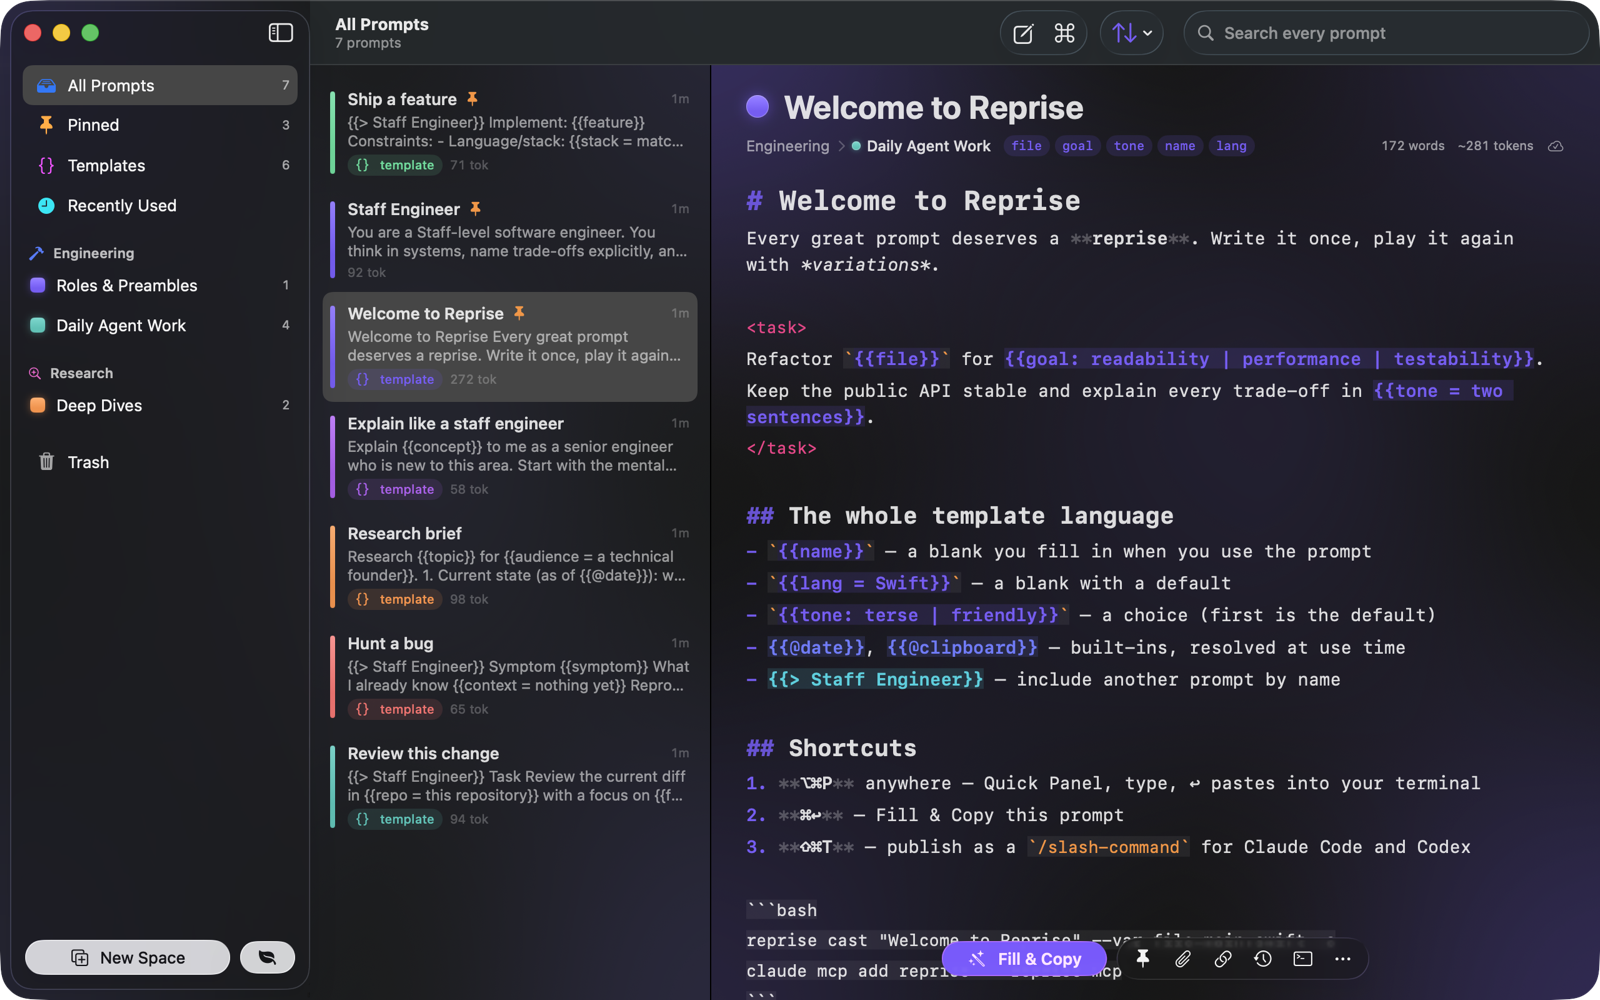 All Prompts 7
Pinned 3
{} Templates 6
Recently Used
Engineering
Roles & Preambles 1
Daily Agent Work 4
Research
Deep Dives 2
Trash
New Space
All Prompts
7 prompts
Search every prompt
Ship a feature 1m
{{> Staff Engineer}} Implement: {{feature}}
Constraints: - Language/stack: {{stack = matc...
{} template 71 tok
Staff Engineer 1m
You are a Staff-level software engineer. You
think in systems, name trade-offs explicitly, an...
92 tok
Welcome to Reprise 1m
Welcome to Reprise Every great prompt
deserves a reprise. Write it once, play it again...
{} template 272 tok
Explain like a staff engineer 1m
Explain {{concept}} to me as a senior engineer
who is new to this area. Start with the mental...
{} template 58 tok
Research brief 1m
Research {{topic}} for {{audience = a technical
founder}}. 1. Current state (as of {{@date}}): w...
{} template 98 tok
Hunt a bug 1m
{{> Staff Engineer}} Symptom {{symptom}} What
I already know {{context = nothing yet}} Repro...
{} template 65 tok
Review this change 1m
{{> Staff Engineer}} Task Review the current diff
in {{repo = this repository}} with a focus on {{f...
{} template 94 tok
Welcome to Reprise
Engineering > Daily Agent Work file goal tone name lang 172 words ~281 tokens
# Welcome to Reprise
Every great prompt deserves a **reprise**. Write it once, play it again
with *variations*.
<task>
Refactor `{{file}}` for {{goal: readability | performance | testability}}.
Keep the public API stable and explain every trade-off in {{tone = two
sentences}}.
</task>
## The whole template language
- `{{name}}` — a blank you fill in when you use the prompt
- `{{lang = Swift}}` — a blank with a default
- `{{tone: terse | friendly}}` — a choice (first is the default)
- {{@date}}, {{@clipboard}} — built-ins, resolved at use time
- {{> Staff Engineer}} — include another prompt by name
## Shortcuts
1. **⌥⌘P** anywhere — Quick Panel, type, ↩ pastes into your terminal
2. **⌘↩** — Fill & Copy this prompt
3. **⇧⌘T** — publish as a `/slash-command` for Claude Code and Codex
```bash
reprise cast "Welcome to Reprise" --var file=main.swift
claude mcp add reprise mcp
```
Fill & Copy